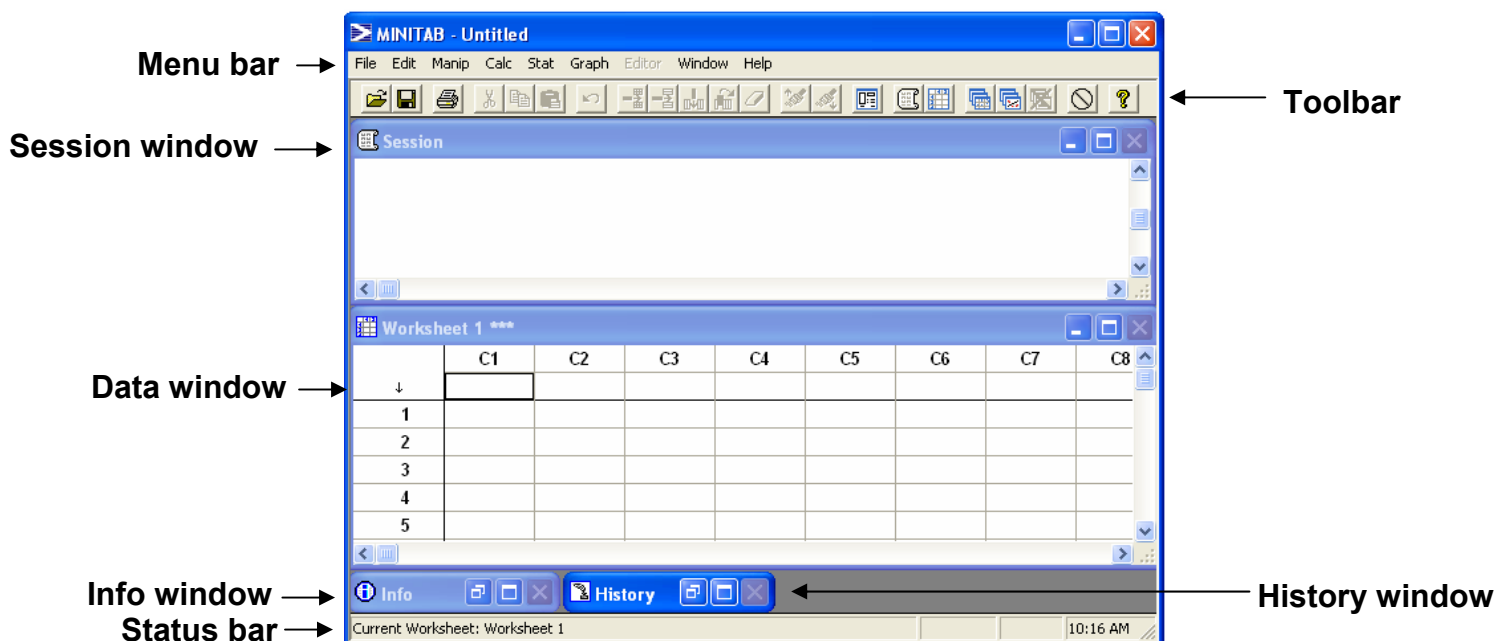 MINITAB - Untitled
Menu bar
File Edit Manip Calc Stat Graph Editor Window Help
Toolbar
Session window
Session
Worksheet 1 ***
C1 C2 C3 C4 C5 C6 C7 C8
Data window
↓
1
2
3
4
5
Info window
Info
History
History window
Status bar
Current Worksheet: Worksheet 1
10:16 AM